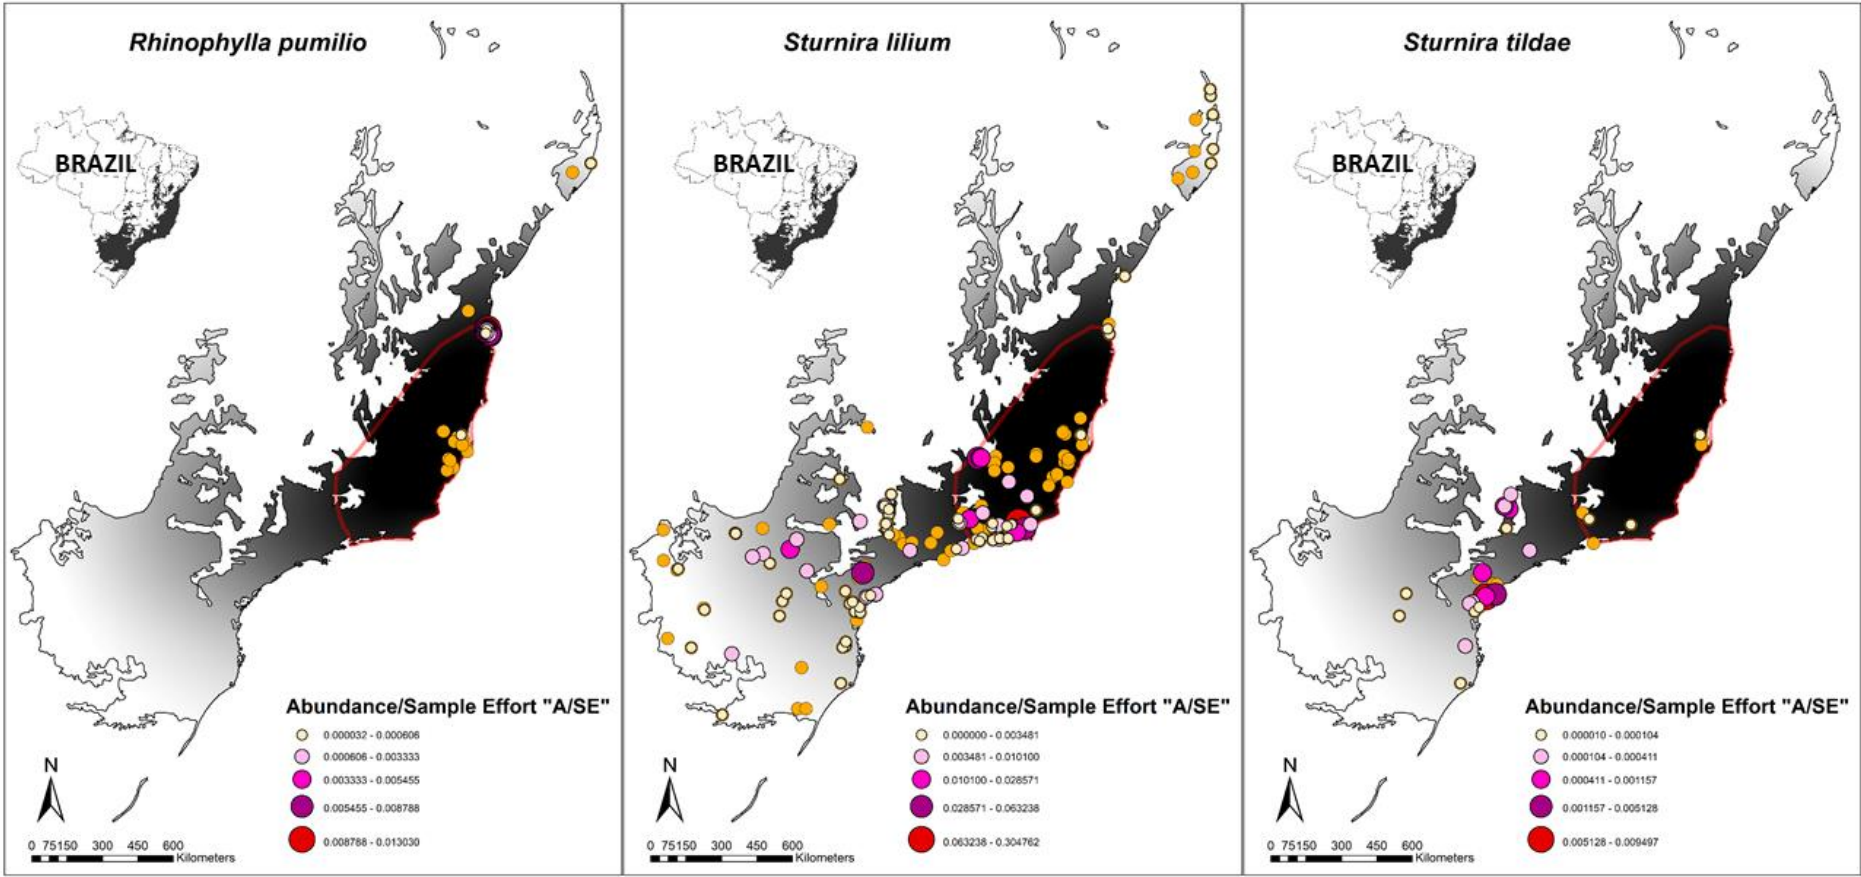 Rhinophylla pumilio
BRAZIL
Abundance/Sample Effort "A/SE"
0.000032 - 0.000606
0.000606 - 0.003333
0.003333 - 0.005455
0.005455 - 0.008788
0.008788 - 0.013030
N
0 75150 300 450 600
Kilometers
Sturnira lilium
BRAZIL
Abundance/Sample Effort "A/SE"
0.000000 - 0.003481
0.003481 - 0.010100
0.010100 - 0.028571
0.028571 - 0.063238
0.063238 - 0.304762
N
0 75150 300 450 600
Kilometers
Sturnira tildae
BRAZIL
Abundance/Sample Effort "A/SE"
0.000010 - 0.000104
0.000104 - 0.000411
0.000411 - 0.001157
0.001157 - 0.005128
0.005128 - 0.009497
N
0 75150 300 450 600
Kilometers